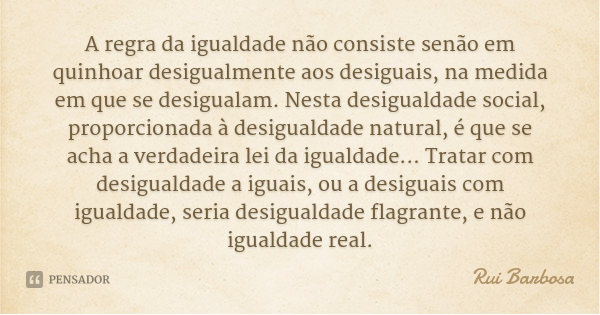 A regra da igualdade não consiste senão em
quinhoar desigualmente aos desiguais, na medida
em que se desigualam. Nesta desigualdade social,
proporcionada à desigualdade natural, é que se
acha a verdadeira lei da igualdade... Tratar com
desigualdade a iguais, ou a desiguais com
igualdade, seria desigualdade flagrante, e não
igualdade real.
PENSADOR
Rui Barbosa